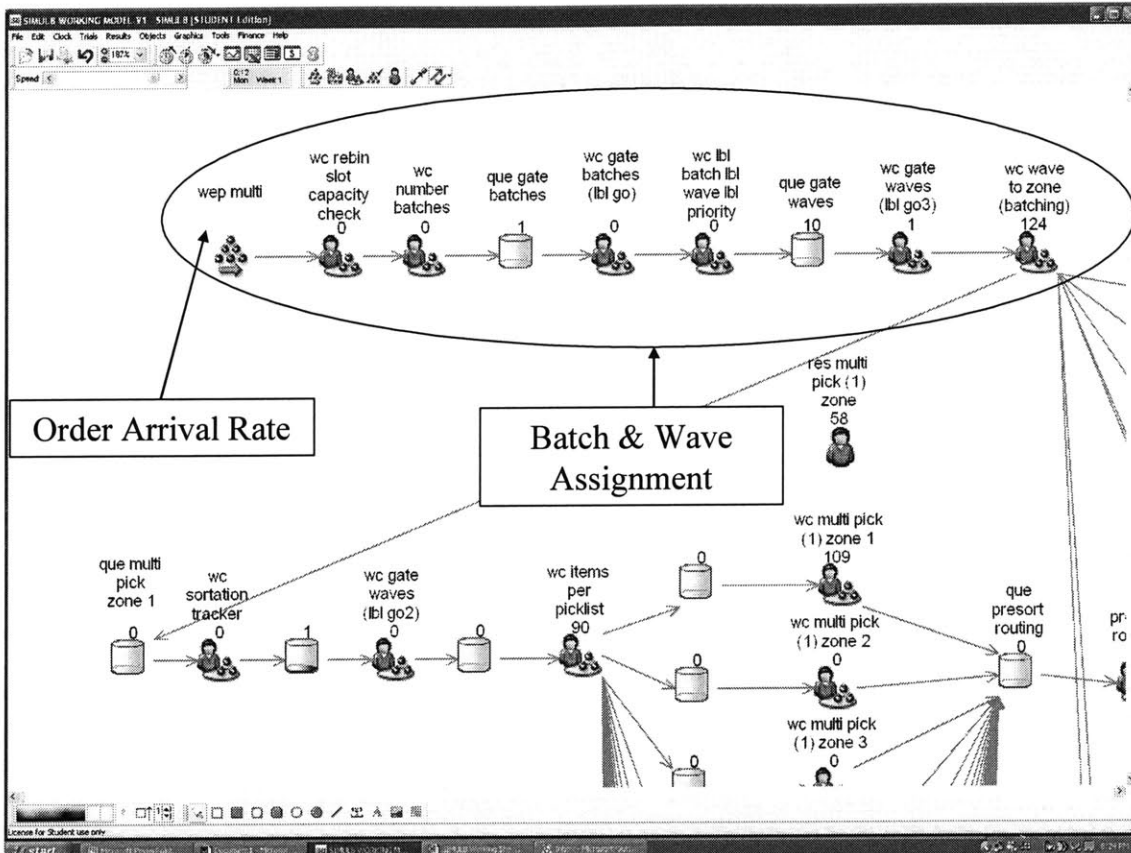 SIMUL8 WORKING MODEL V1 - SIMUL8 [STUDENT Edition]
File Edit Clock Trials Results Objects Graphics Tools Finance Help
182%
Speed
0:12
Mon Week 1
wep multi
wc rebin
slot
capacity
check
0
wc
number
batches
0
que gate
batches
1
wc gate
batches
(lbl go)
0
wc lbl
batch lbl
wave lbl
priority
0
que gate
waves
10
wc gate
waves
(lbl go3)
1
wc wave
to zone
(batching)
124
Order Arrival Rate
Batch & Wave
Assignment
res multi
pick (1)
zone
58
que multi
pick
zone 1
0
wc
sortation
tracker
0
1
wc gate
waves
(lbl go2)
0
0
wc items
per
picklist
90
0
wc multi pick
(1) zone 1
109
0
wc multi pick
(1) zone 2
0
0
wc multi pick
(1) zone 3
0
que
presort
routing
0
pr
ro
License for Student use only
start